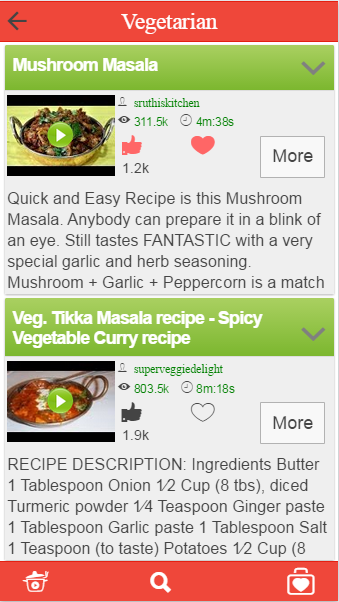 Vegetarian
Mushroom Masala
sruthiskitchen
311.5k 4m:38s
1.2k
More
Quick and Easy Recipe is this Mushroom
Masala. Anybody can prepare it in a blink of
an eye. Still tastes FANTASTIC with a very
special garlic and herb seasoning.
Mushroom + Garlic + Peppercorn is a match
Veg. Tikka Masala recipe - Spicy
Vegetable Curry recipe
superveggiedelight
803.5k 8m:18s
1.9k
More
RECIPE DESCRIPTION: Ingredients Butter
1 Tablespoon Onion 1⁄2 Cup (8 tbs), diced
Turmeric powder 1⁄4 Teaspoon Ginger paste
1 Tablespoon Garlic paste 1 Tablespoon Salt
1 Teaspoon (to taste) Potatoes 1⁄2 Cup (8